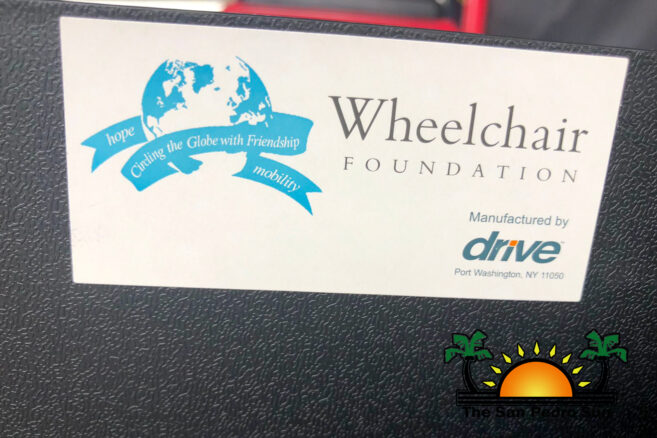 hope
Circling the Globe with Friendship
mobility
Wheelchair
FOUNDATION
Manufactured by
drive™
Port Washington, NY 11050
The San Pedro Sun